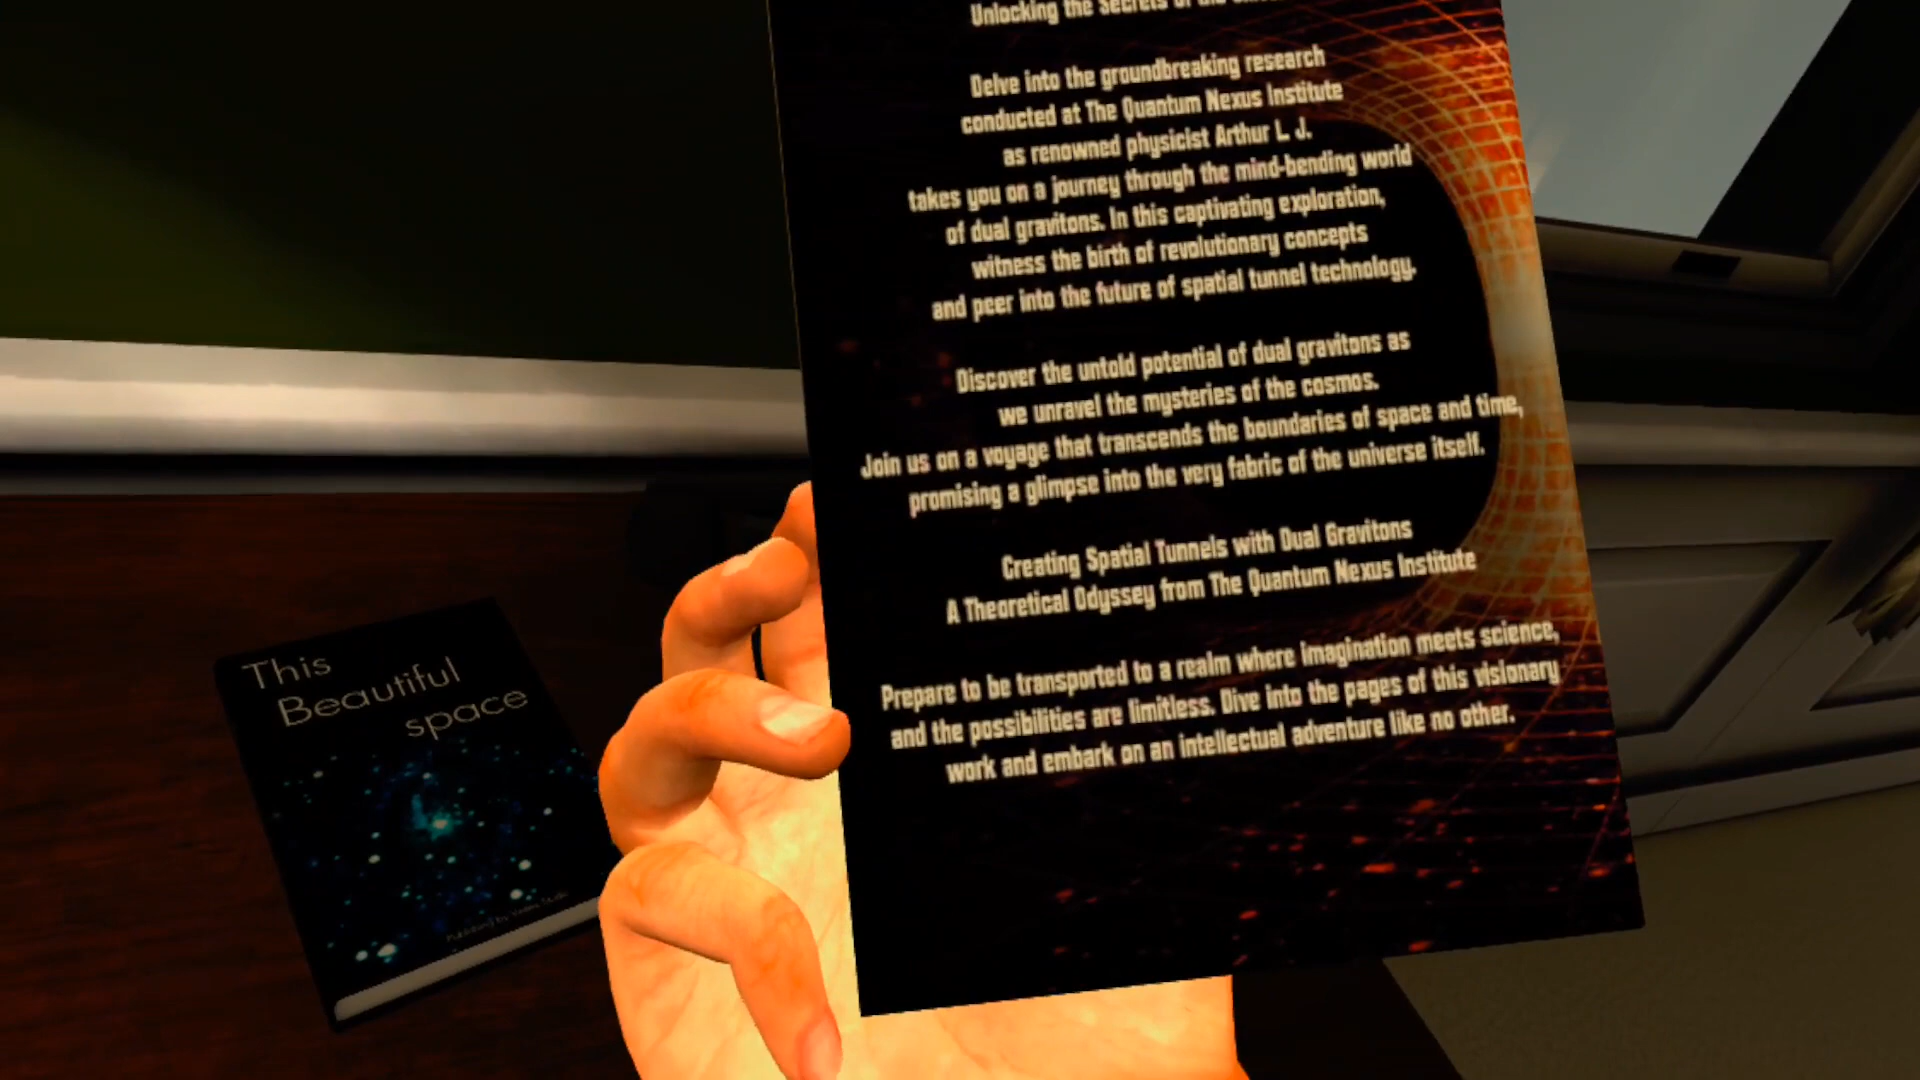 Unlocking the Secrets of the
Delve into the groundbreaking research
conducted at The Quantum Nexus Institute
as renowned physicist Arthur L. J.
takes you on a journey through the mind-bending world
of dual gravitons. In this captivating exploration,
witness the birth of revolutionary concepts
and peer into the future of spatial tunnel technology.
Discover the untold potential of dual gravitons as
we unravel the mysteries of the cosmos.
Join us on a voyage that transcends the boundaries of space and time,
promising a glimpse into the very fabric of the universe itself.
Creating Spatial Tunnels with Dual Gravitons
A Theoretical Odyssey from The Quantum Nexus Institute
Prepare to be transported to a realm where imagination meets science,
and the possibilities are limitless. Dive into the pages of this visionary
work and embark on an intellectual adventure like no other.
This
Beautiful
space